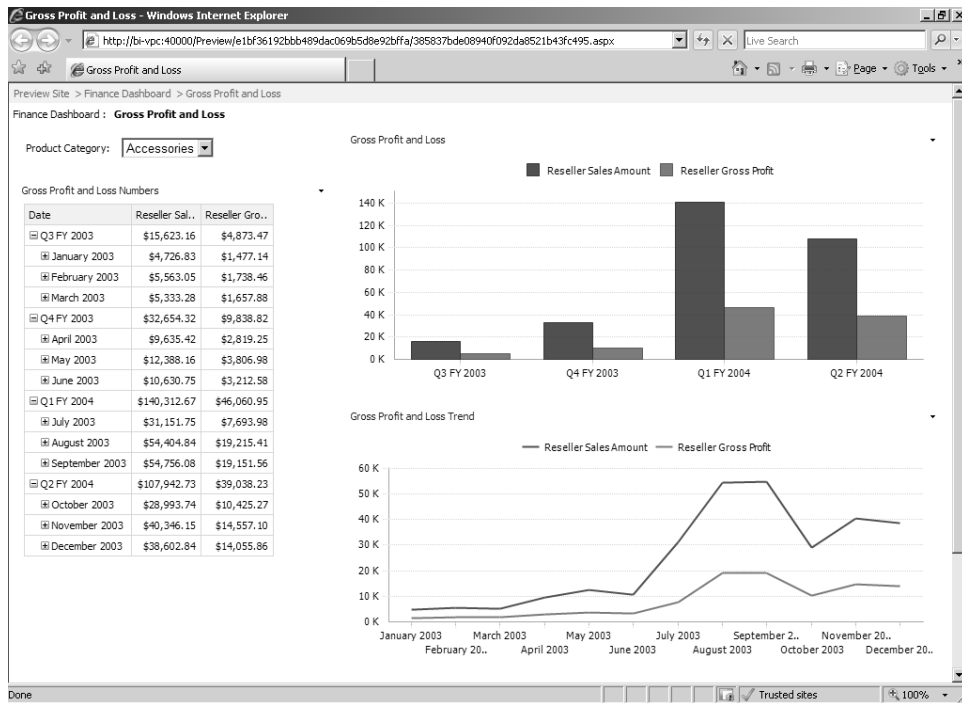 Gross Profit and Loss - Windows Internet Explorer
http://bi-vpc:40000/Preview/e1bf36192bbb489dac069b5d8e92bffa/385837bde08940f092da8521b43fc495.aspx
Live Search
Gross Profit and Loss
Page
Tools
Preview Site > Finance Dashboard > Gross Profit and Loss
Finance Dashboard : Gross Profit and Loss
Product Category: Accessories
Gross Profit and Loss Numbers
Date Reseller Sal.. Reseller Gro..
Q3 FY 2003 $15,623.16 $4,873.47
January 2003 $4,726.83 $1,477.14
February 2003 $5,563.05 $1,738.46
March 2003 $5,333.28 $1,657.88
Q4 FY 2003 $32,654.32 $9,838.82
April 2003 $9,635.42 $2,819.25
May 2003 $12,388.16 $3,806.98
June 2003 $10,630.75 $3,212.58
Q1 FY 2004 $140,312.67 $46,060.95
July 2003 $31,151.75 $7,693.98
August 2003 $54,404.84 $19,215.41
September 2003 $54,756.08 $19,151.56
Q2 FY 2004 $107,942.73 $39,038.23
October 2003 $28,993.74 $10,425.27
November 2003 $40,346.15 $14,557.10
December 2003 $38,602.84 $14,055.86
Gross Profit and Loss
Reseller Sales Amount Reseller Gross Profit
140 K
120 K
100 K
80 K
60 K
40 K
20 K
0 K
Q3 FY 2003 Q4 FY 2003 Q1 FY 2004 Q2 FY 2004
Gross Profit and Loss Trend
Reseller Sales Amount Reseller Gross Profit
60 K
50 K
40 K
30 K
20 K
10 K
0 K
January 2003 March 2003 May 2003 July 2003 September 2.. November 20..
February 20.. April 2003 June 2003 August 2003 October 2003 December 20..
Done
Trusted sites
100%